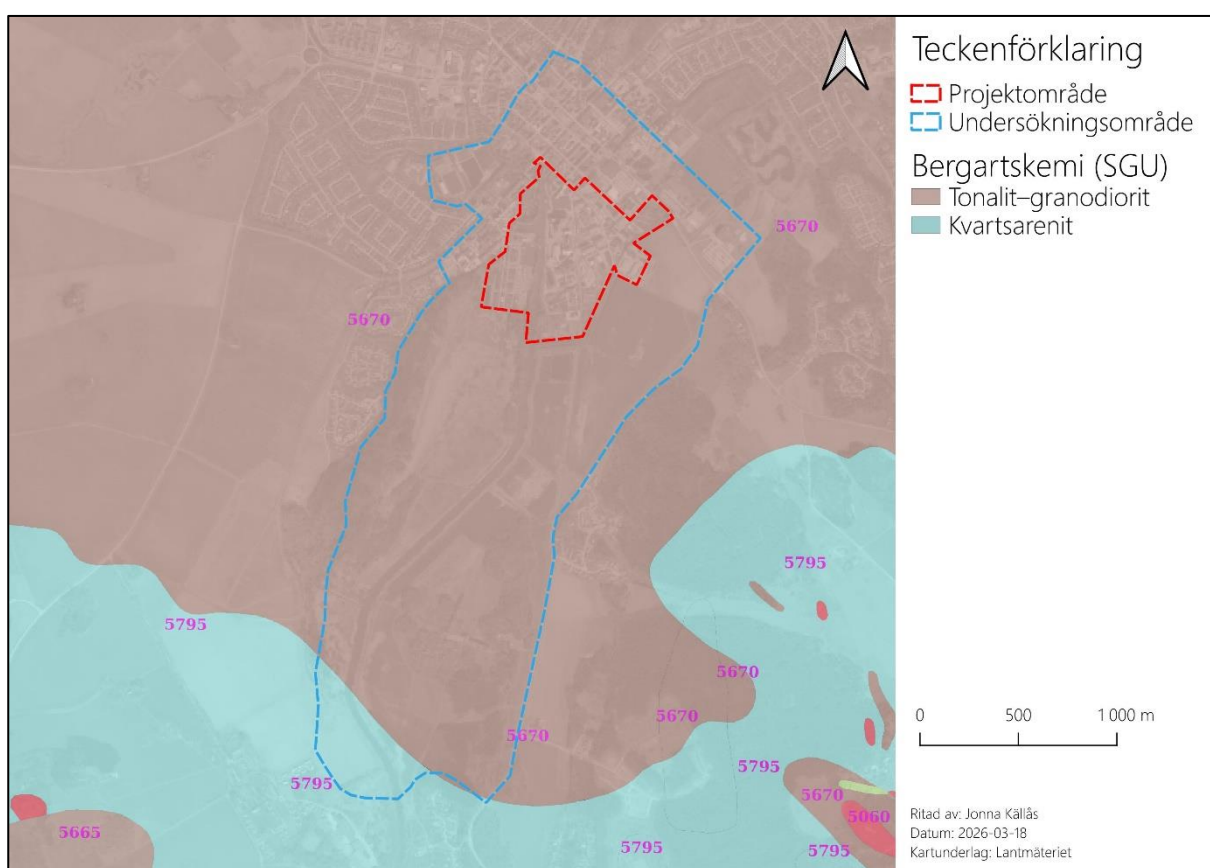 Teckenförklaring
Projektområde
Undersökningsområde
Bergartskemi (SGU)
Tonalit–granodiorit
Kvartsarenit
5670
5670
5795
5795
5670
5670
5670
5795
5795
5670
5060
5665
5795
5795
0 500 1 000 m
Ritad av: Jonna Källås
Datum: 2026-03-18
Kartunderlag: Lantmäteriet